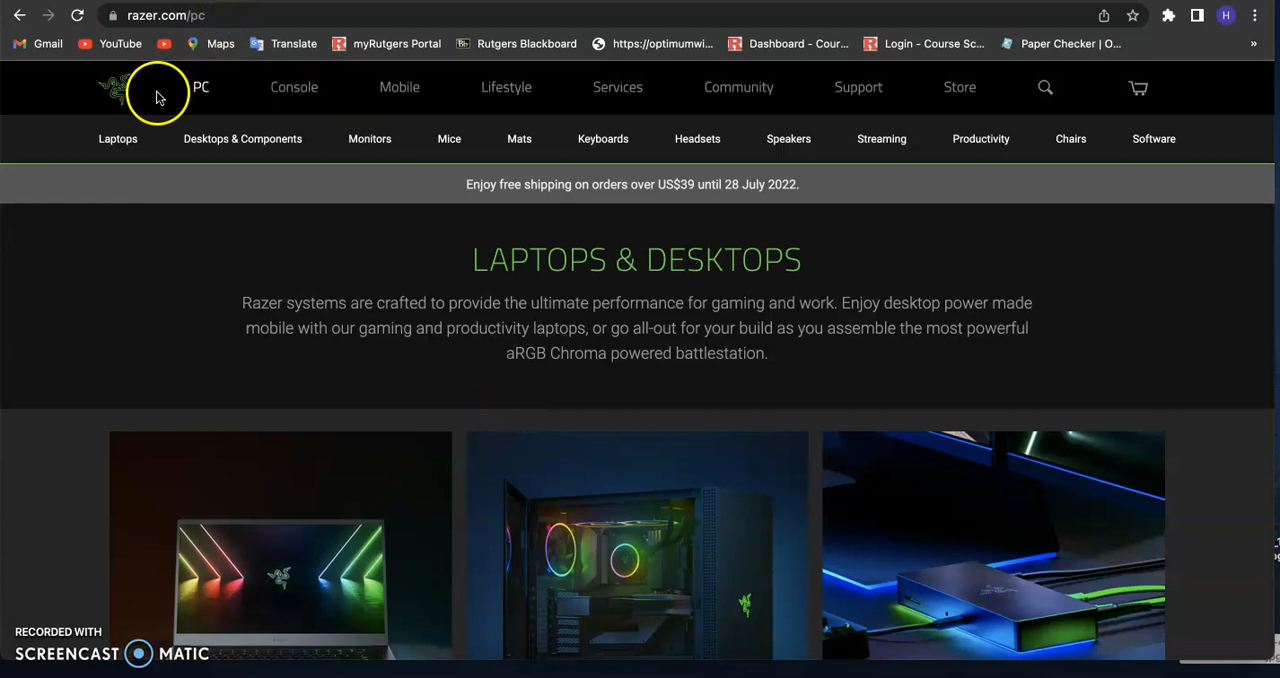 razer.com/pc
H
Gmail YouTube Maps Translate myRutgers Portal Rutgers Blackboard https://optimumwi... Dashboard - Cour... Login - Course Sc... Paper Checker | O... »
PC Console Mobile Lifestyle Services Community Support Store
Laptops Desktops & Components Monitors Mice Mats Keyboards Headsets Speakers Streaming Productivity Chairs Software
Enjoy free shipping on orders over US$39 until 28 July 2022.
LAPTOPS & DESKTOPS
Razer systems are crafted to provide the ultimate performance for gaming and work. Enjoy desktop power made
mobile with our gaming and productivity laptops, or go all-out for your build as you assemble the most powerful
aRGB Chroma powered battlestation.
RECORDED WITH
SCREENCAST MATIC